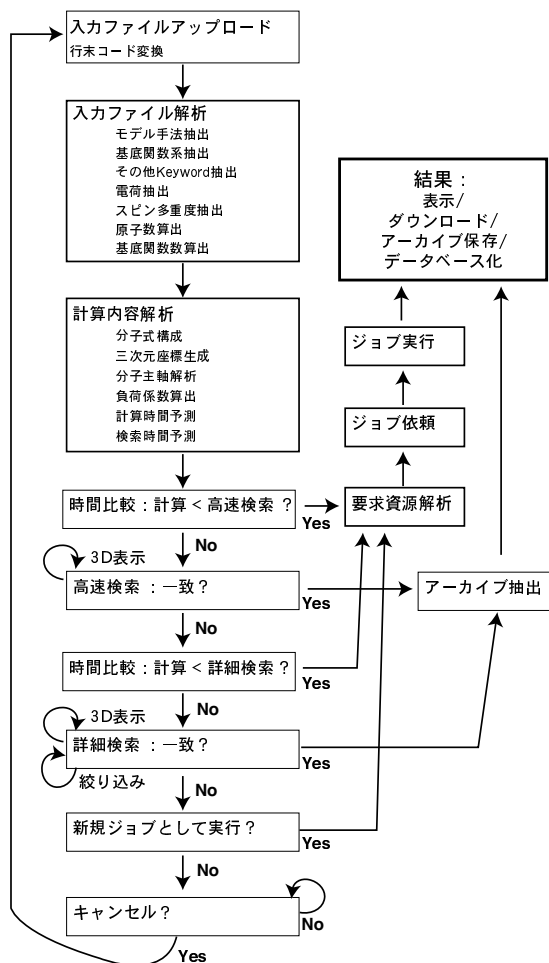 入力ファイルアップロード
行末コード変換
入力ファイル解析
モデル手法抽出
基底関数系抽出
その他Keyword抽出
電荷抽出
スピン多重度抽出
原子数算出
基底関数数算出
計算内容解析
分子式構成
三次元座標生成
分子主軸解析
負荷係数算出
計算時間予測
検索時間予測
時間比較：計算 < 高速検索 ？
Yes
No
3D表示
高速検索 ：一致？
Yes
No
時間比較：計算 < 詳細検索？
Yes
No
3D表示
詳細検索 ：一致？
絞り込み
Yes
No
新規ジョブとして実行？
Yes
No
キャンセル？
No
Yes
結果：
表示/
ダウンロード/
アーカイブ保存/
データベース化
ジョブ実行
ジョブ依頼
要求資源解析
アーカイブ抽出